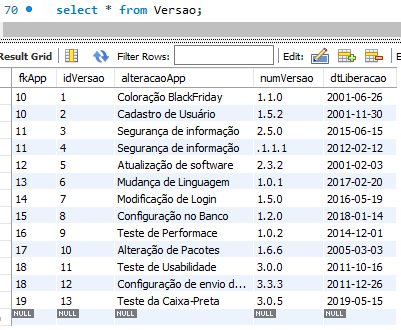 70 select * from Versao;
Result Grid Filter Rows: Edit:
fkApp idVersao alteracaoApp numVersao dtLiberacao
10 1 Coloração BlackFriday 1.1.0 2001-06-26
10 2 Cadastro de Usuário 1.5.2 2001-11-30
11 3 Segurança de informação 2.5.0 2015-06-15
11 4 Segurança de informação .1.1.1 2012-02-12
12 5 Atualização de software 2.3.2 2001-02-03
13 6 Mudança de Linguagem 1.0.1 2017-02-20
14 7 Modificação de Login 1.5.0 2016-05-19
15 8 Configuração no Banco 1.2.0 2018-01-14
16 9 Teste de Performace 1.0.2 2014-12-01
17 10 Alteração de Pacotes 1.6.6 2005-03-03
18 11 Teste de Usabilidade 3.0.0 2011-10-16
18 12 Configuração de envio d... 3.3.3 2011-12-26
19 13 Teste da Caixa-Preta 3.0.5 2019-05-15
NULL NULL NULL NULL NULL